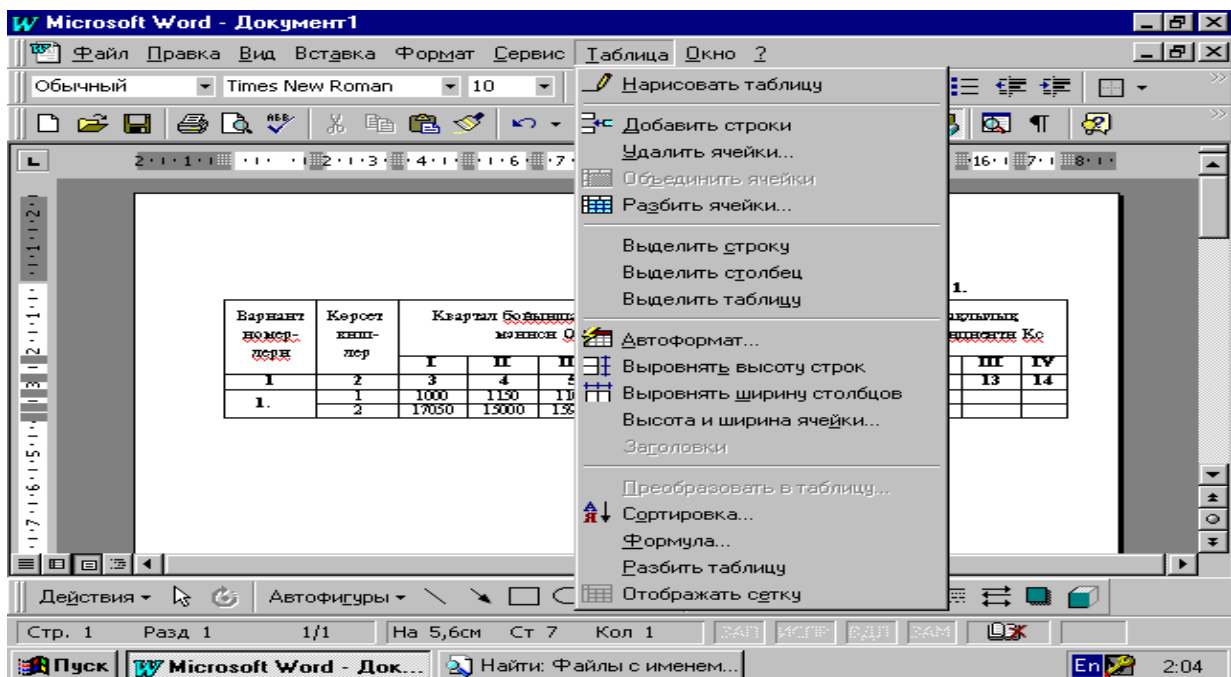 Microsoft Word - Документ1
Файл Правка Вид Вставка Формат Сервис Таблица Окно ?
Обычный Times New Roman 10
Нарисовать таблицу
Добавить строки
Удалить ячейки...
Объединить ячейки
Разбить ячейки...
Выделить строку
Выделить столбец
Выделить таблицу
Автоформат...
Выровнять высоту строк
Выровнять ширину столбцов
Высота и ширина ячейки...
Заголовки
Преобразовать в таблицу...
Сортировка...
Формула...
Разбить таблицу
Отображать сетку
1.
Вариант Көрсет Квартал
I II III IV
1 2 3 4 13 14
1. 1 1000 1150
2 17050 15000
Действия Автофигуры
Стр. 1 Разд 1 1/1 На 5,6см Ст 7 Кол 1 ЗАП ИСПР ВДЛ ЗАМ
Пуск Microsoft Word - Док... Найти: Файлы с именем... En 2:04